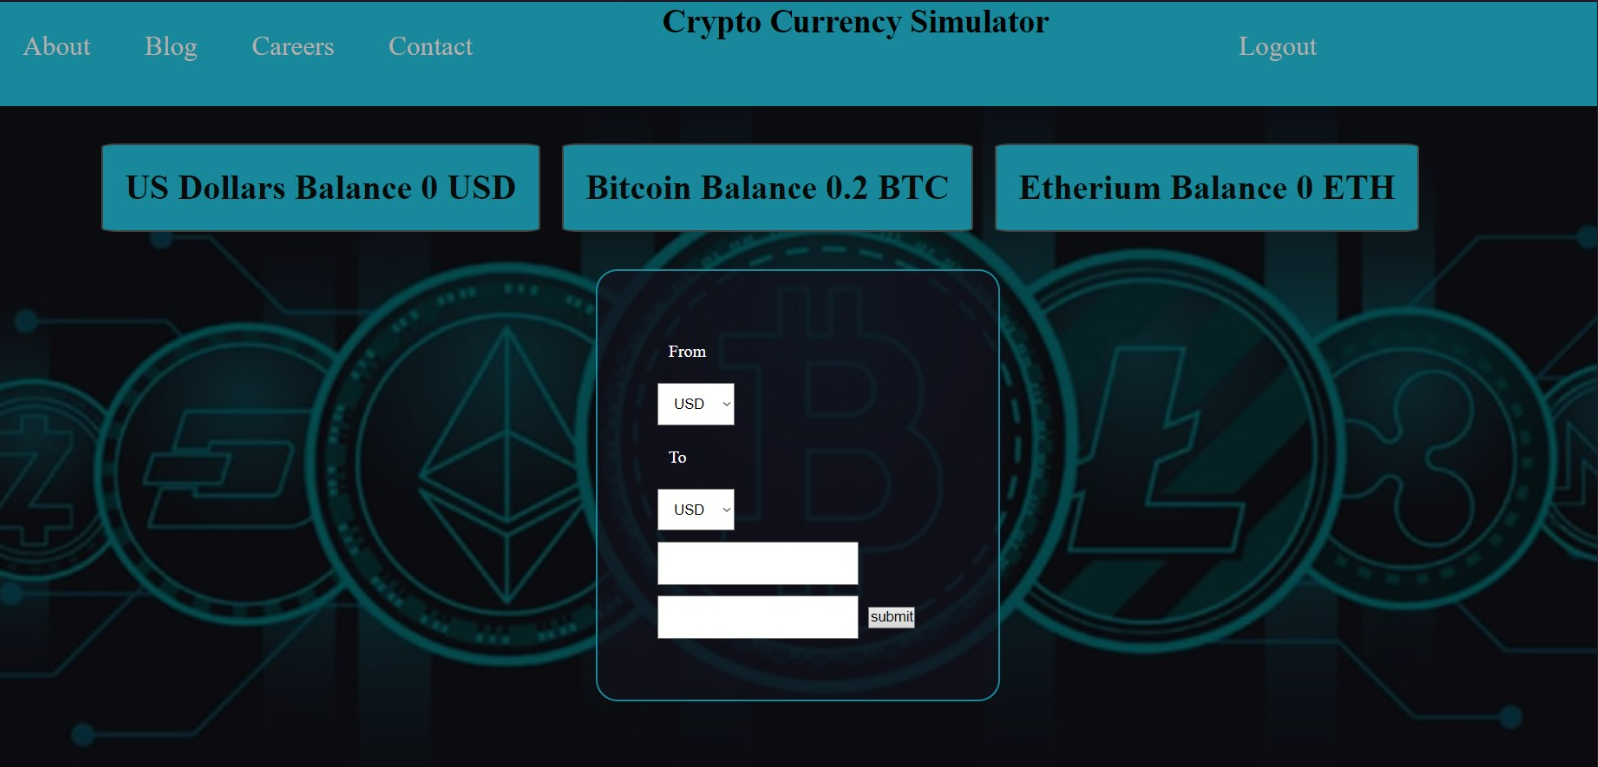 Crypto Currency Simulator
About Blog Careers Contact Logout
US Dollars Balance 0 USD
Bitcoin Balance 0.2 BTC
Etherium Balance 0 ETH
From
USD
To
USD
submit